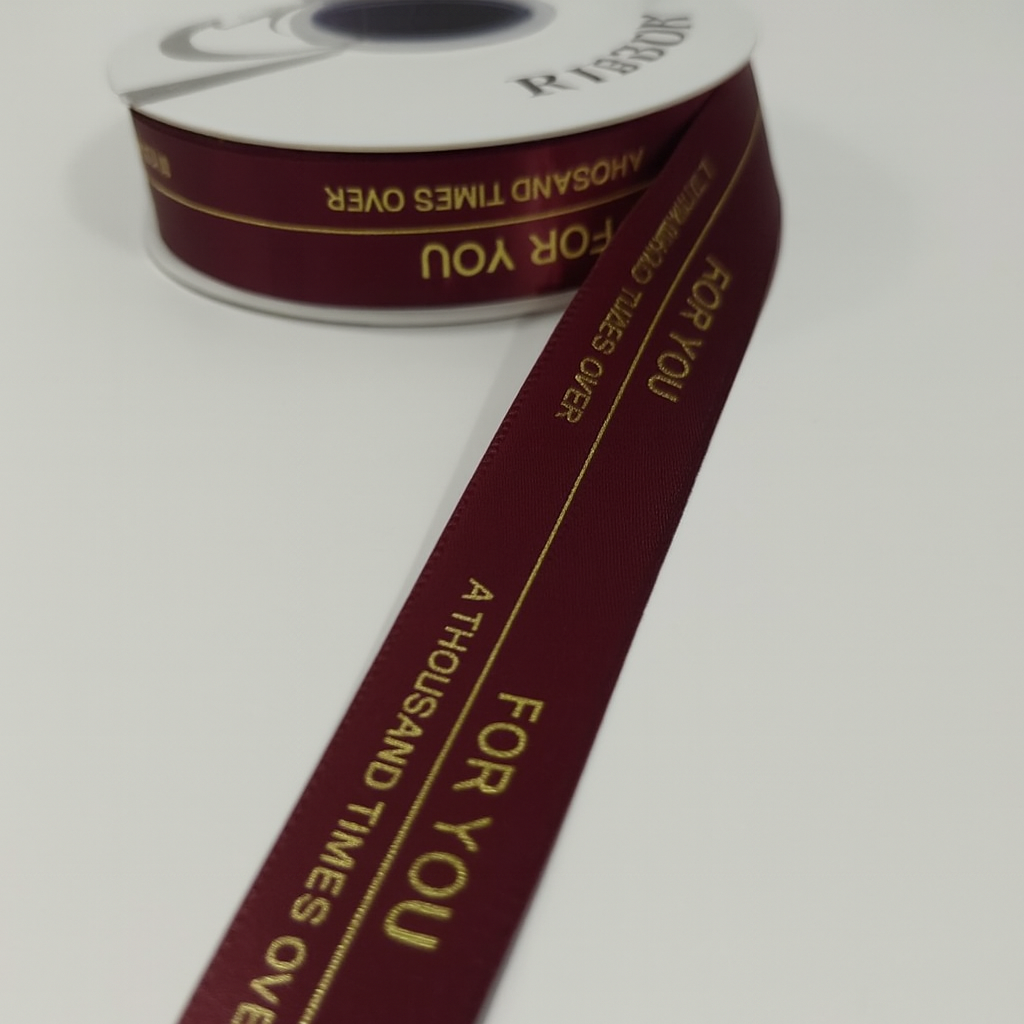 RIBBON
AHOSAND TIMES OVER
FOR YOU
TIMES OVER
FOR YOU
FOR YOU
A THOUSAND TIMES OVE